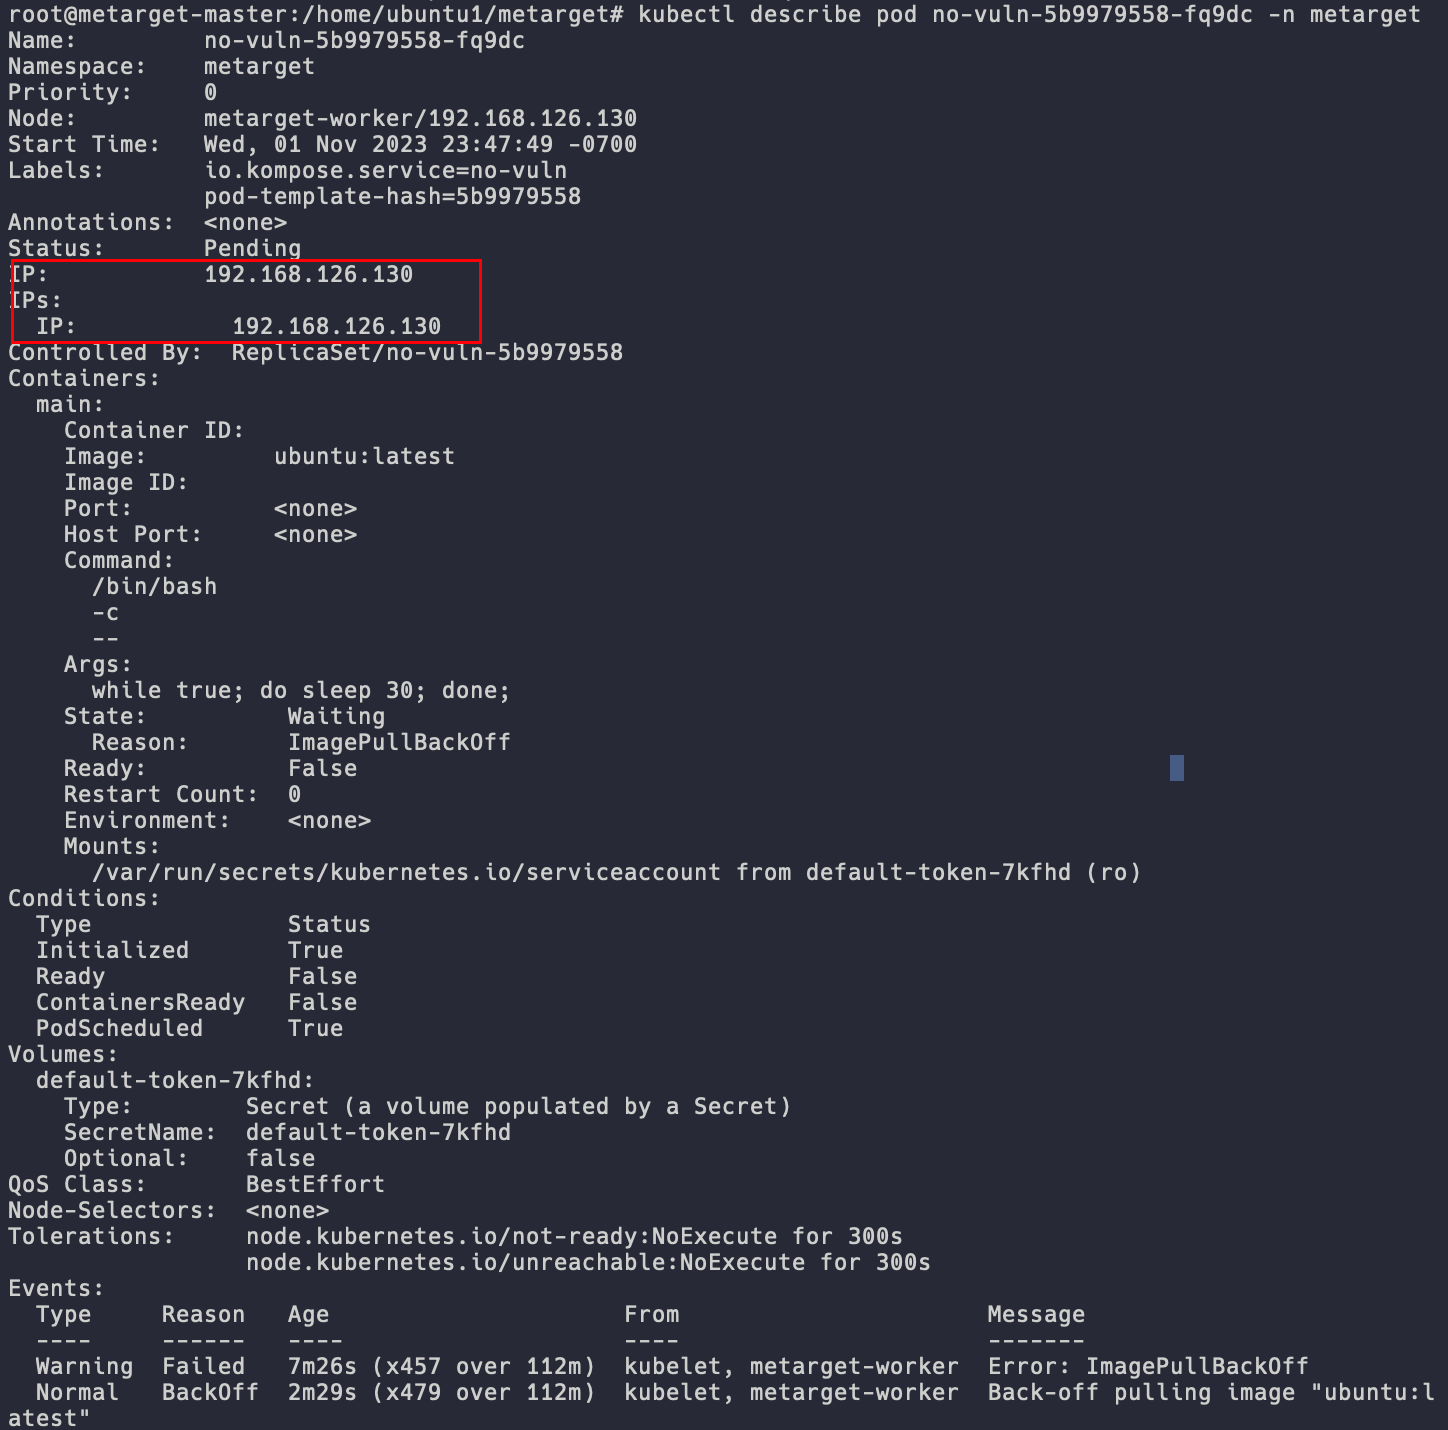 root@metarget-master:/home/ubuntu1/metarget# kubectl describe pod no-vuln-5b9979558-fq9dc -n metarget
Name:         no-vuln-5b9979558-fq9dc
Namespace:    metarget
Priority:     0
Node:         metarget-worker/192.168.126.130
Start Time:   Wed, 01 Nov 2023 23:47:49 -0700
Labels:       io.kompose.service=no-vuln
              pod-template-hash=5b9979558
Annotations:  <none>
Status:       Pending
IP:           192.168.126.130
IPs:
  IP:           192.168.126.130
Controlled By:  ReplicaSet/no-vuln-5b9979558
Containers:
  main:
    Container ID:
    Image:         ubuntu:latest
    Image ID:
    Port:          <none>
    Host Port:     <none>
    Command:
      /bin/bash
      -c
      --
    Args:
      while true; do sleep 30; done;
    State:          Waiting
      Reason:       ImagePullBackOff
    Ready:          False
    Restart Count:  0
    Environment:    <none>
    Mounts:
      /var/run/secrets/kubernetes.io/serviceaccount from default-token-7kfhd (ro)
Conditions:
  Type              Status
  Initialized       True
  Ready             False
  ContainersReady   False
  PodScheduled      True
Volumes:
  default-token-7kfhd:
    Type:        Secret (a volume populated by a Secret)
    SecretName:  default-token-7kfhd
    Optional:    false
QoS Class:       BestEffort
Node-Selectors:  <none>
Tolerations:     node.kubernetes.io/not-ready:NoExecute for 300s
                 node.kubernetes.io/unreachable:NoExecute for 300s
Events:
  Type     Reason   Age                     From                      Message
  ----     ------   ----                    ----                      -------
  Warning  Failed   7m26s (x457 over 112m)  kubelet, metarget-worker  Error: ImagePullBackOff
  Normal   BackOff  2m29s (x479 over 112m)  kubelet, metarget-worker  Back-off pulling image "ubuntu:l
atest"